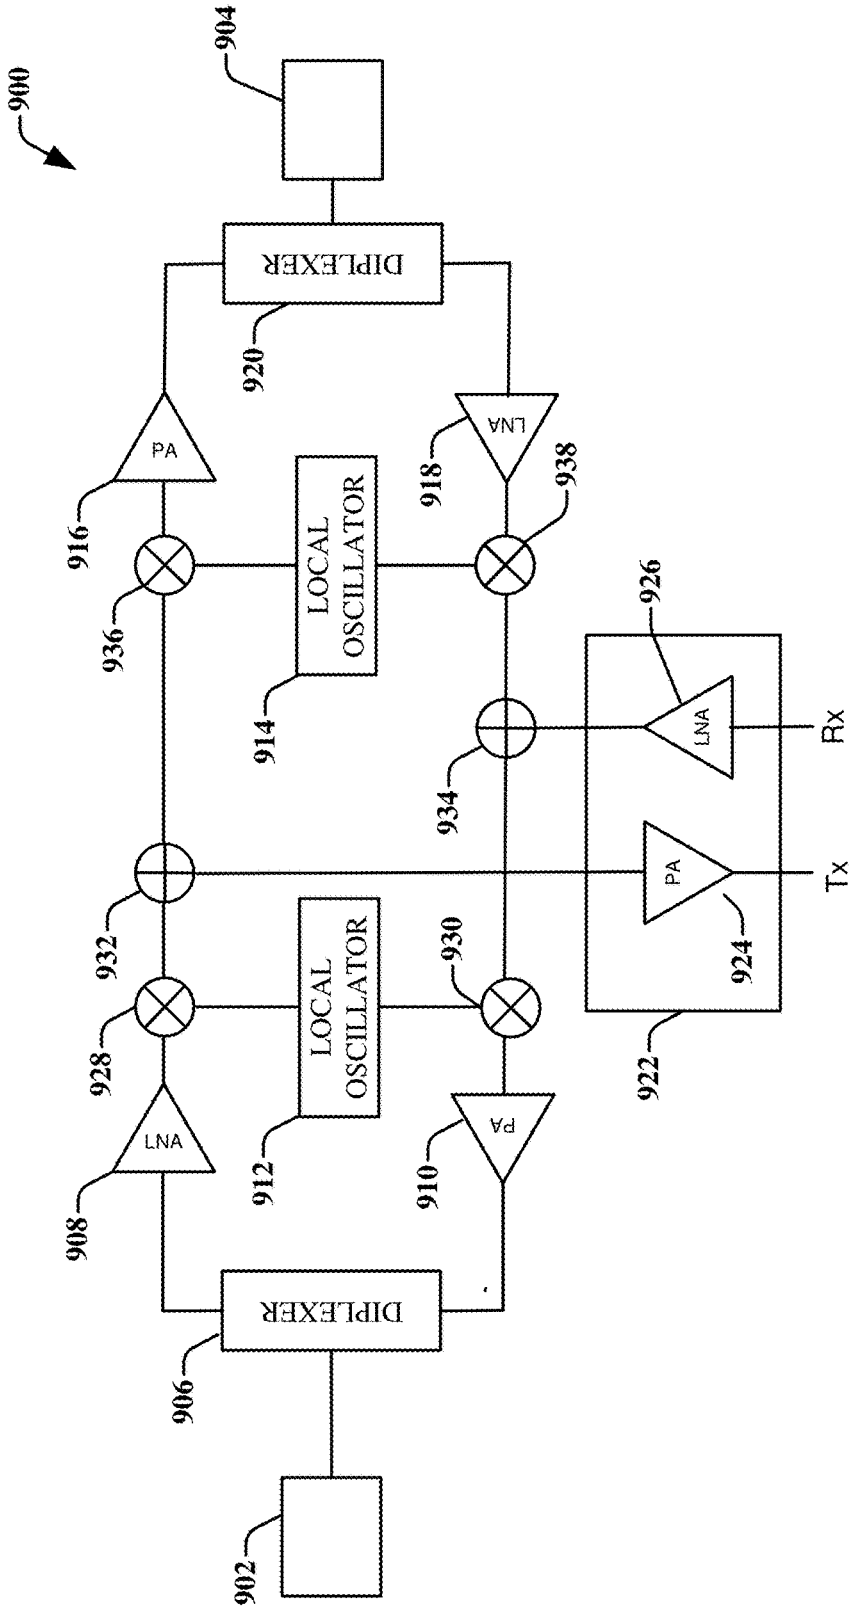 900
902
906
DIPLEXER
908
LNA
928
932
936
916
PA
912
LOCAL
OSCILLATOR
914
LOCAL
OSCILLATOR
920
DIPLEXER
904
910
PA
930
934
938
918
LNA
922
924
PA
926
LNA
Tx
Rx